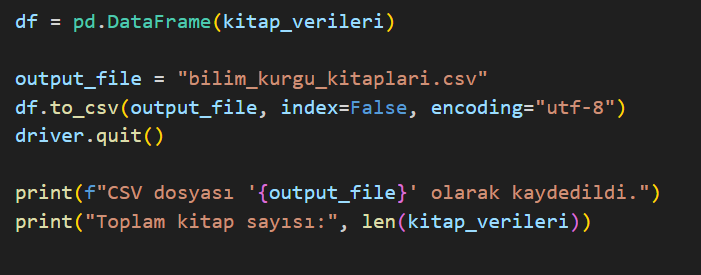 df = pd.DataFrame(kitap_verileri)
output_file = "bilim_kurgu_kitaplari.csv"
df.to_csv(output_file, index=False, encoding="utf-8")
driver.quit()
print(f"CSV dosyası '{output_file}' olarak kaydedildi.")
print("Toplam kitap sayısı:", len(kitap_verileri))